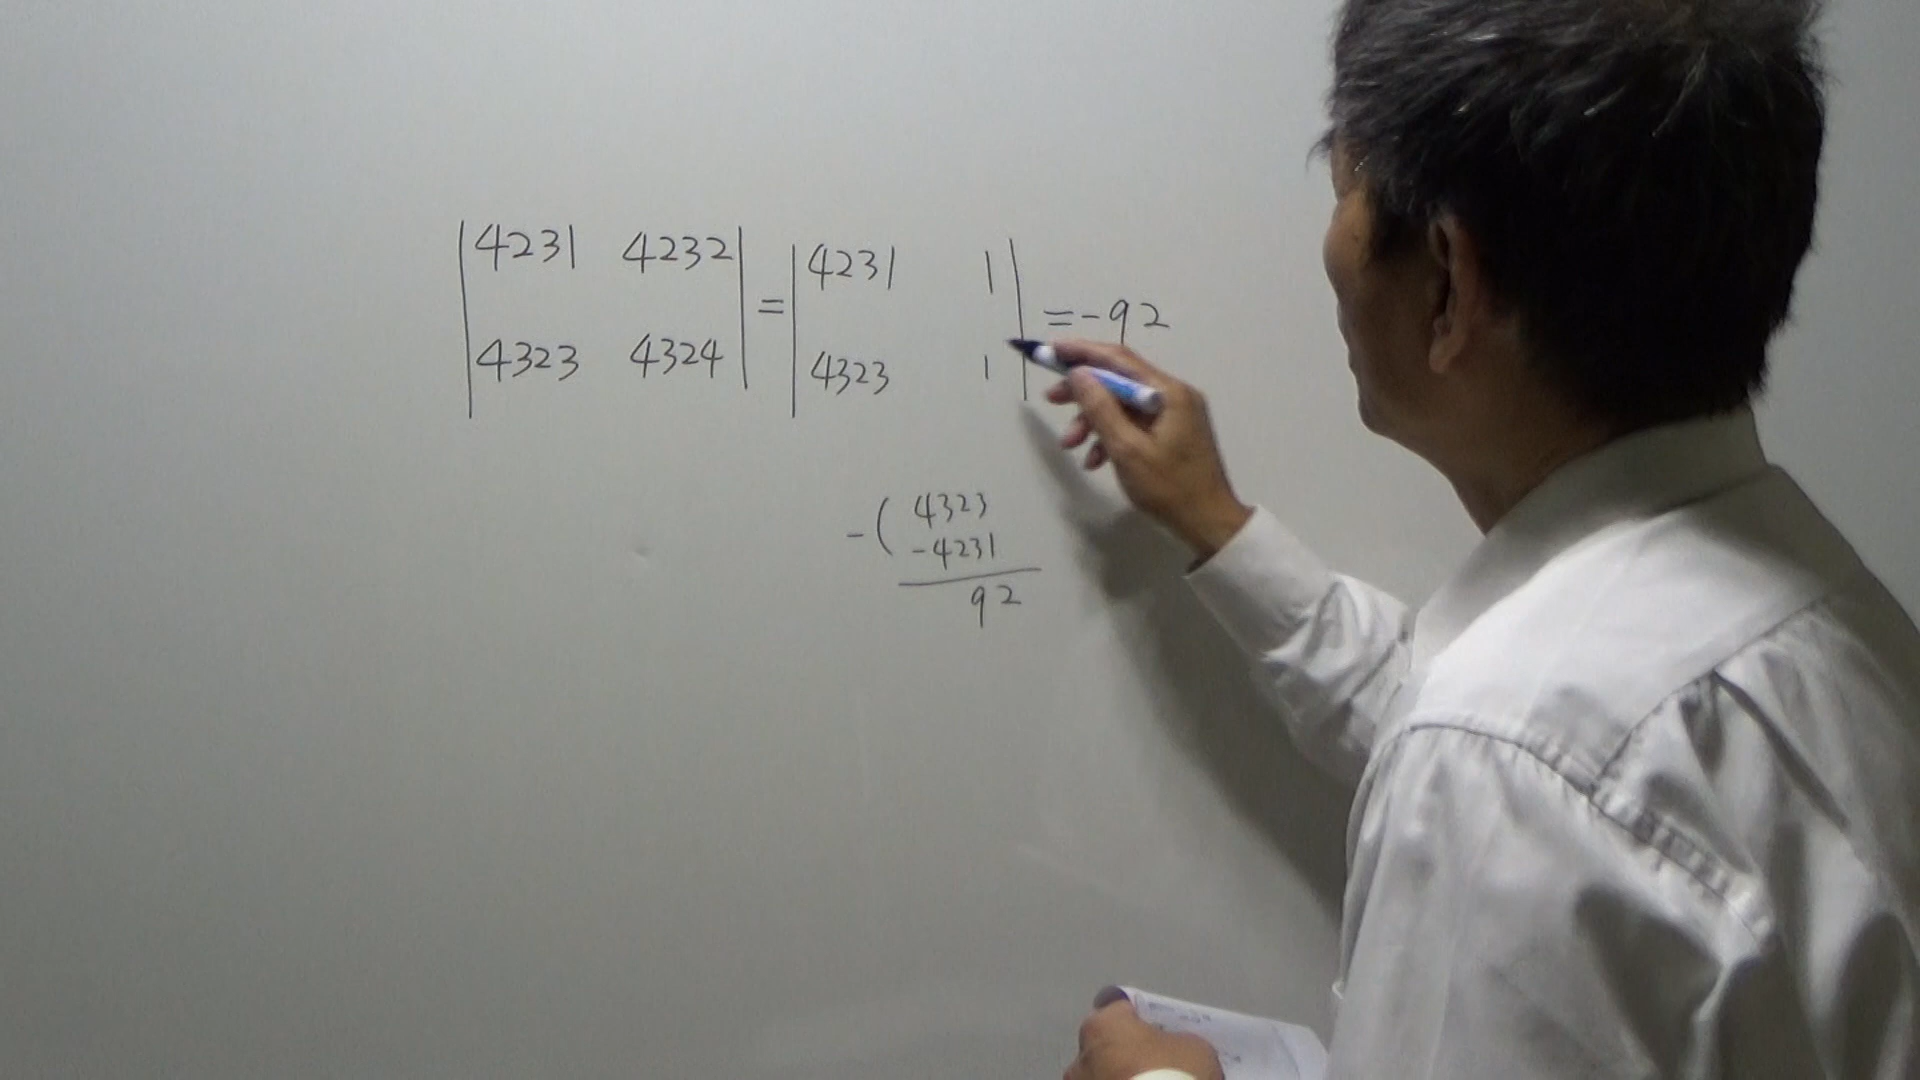 |4231 4232| = |4231 1| = -92
|4323 4324| |4323 1|
-( 4323
-4231
92